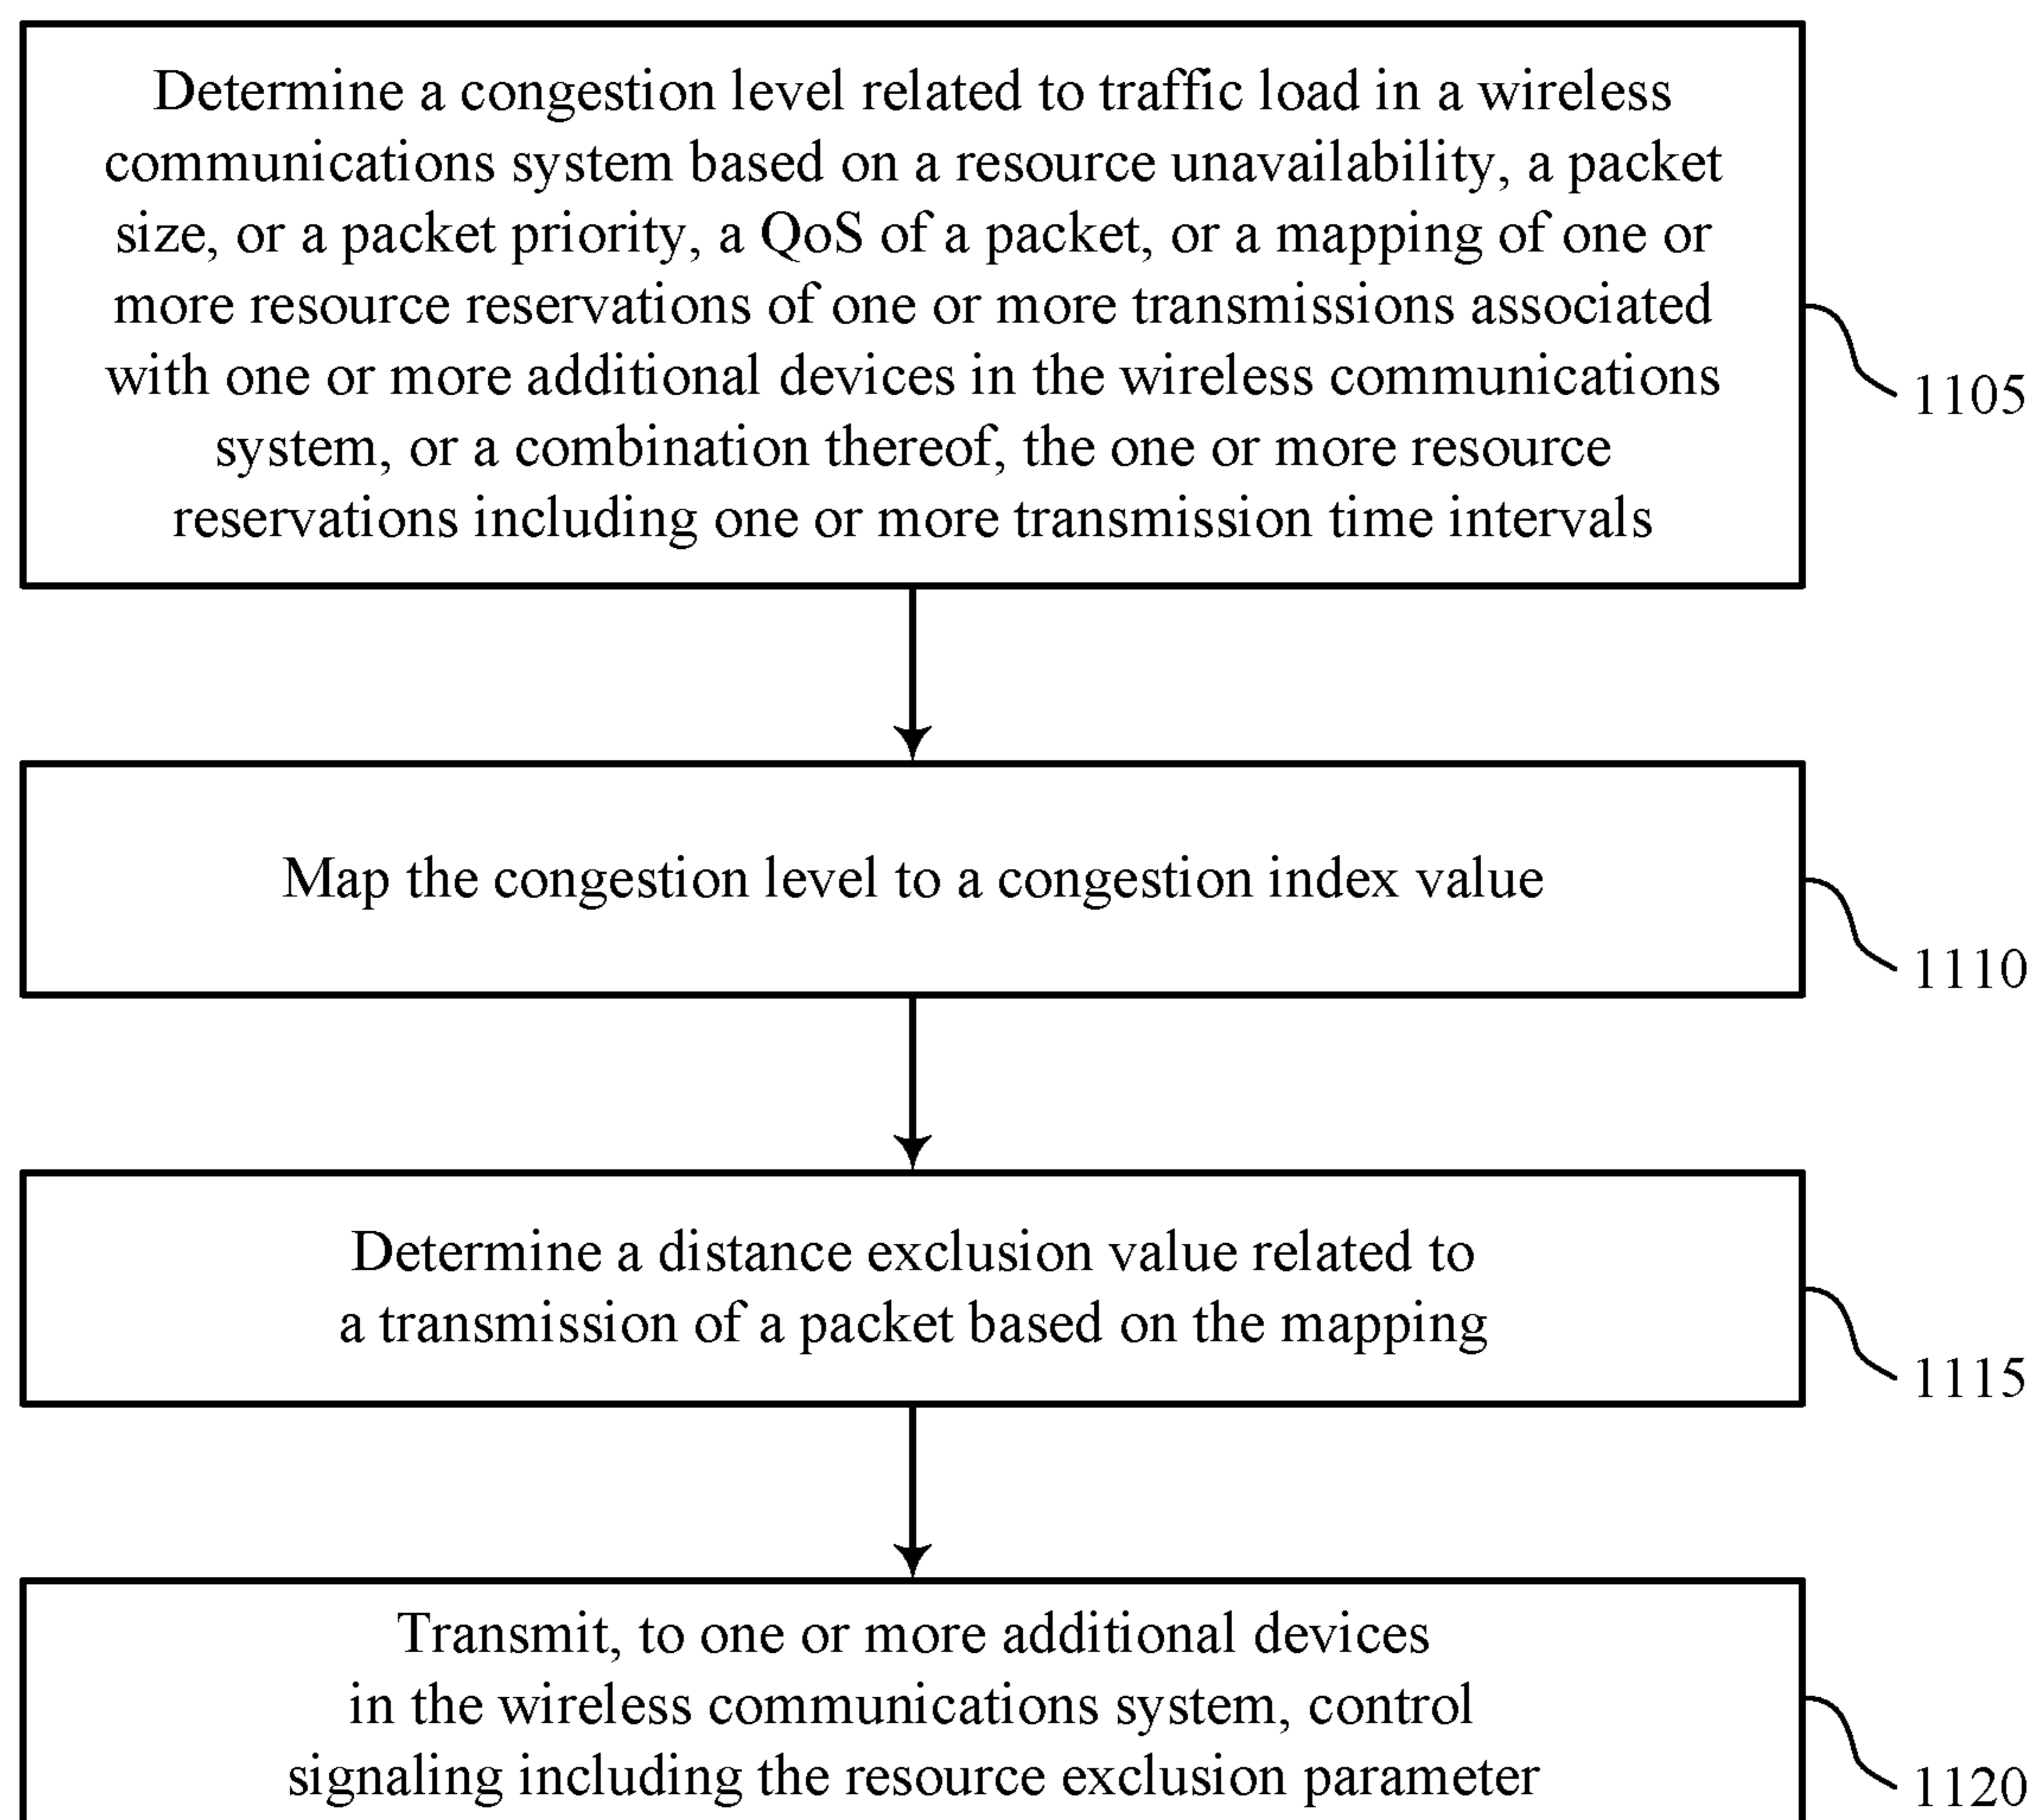 Determine a congestion level related to traffic load in a wireless
communications system based on a resource unavailability, a packet
size, or a packet priority, a QoS of a packet, or a mapping of one or
more resource reservations of one or more transmissions associated
with one or more additional devices in the wireless communications
system, or a combination thereof, the one or more resource
reservations including one or more transmission time intervals
1105
Map the congestion level to a congestion index value
1110
Determine a distance exclusion value related to
a transmission of a packet based on the mapping
1115
Transmit, to one or more additional devices
in the wireless communications system, control
signaling including the resource exclusion parameter
1120